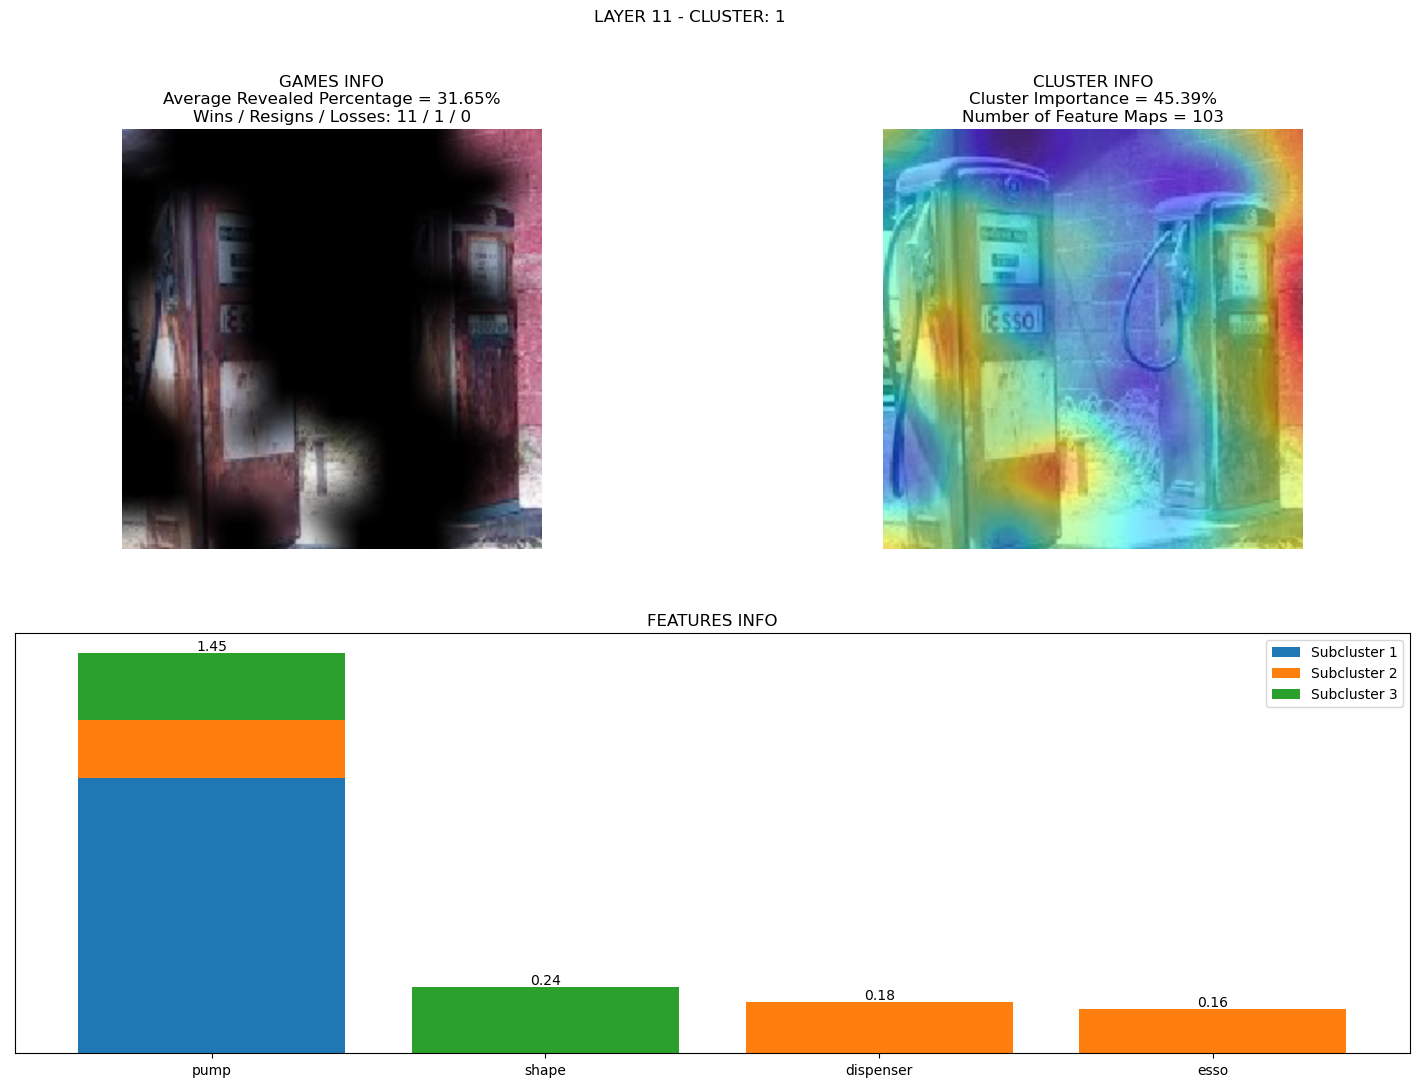 LAYER 11 - CLUSTER: 1
GAMES INFO
Average Revealed Percentage = 31.65%
Wins / Resigns / Losses: 11 / 1 / 0
CLUSTER INFO
Cluster Importance = 45.39%
Number of Feature Maps = 103
Esso
FEATURES INFO
1.45
0.24
0.18
0.16
Subcluster 1
Subcluster 2
Subcluster 3
pump
shape
dispenser
esso